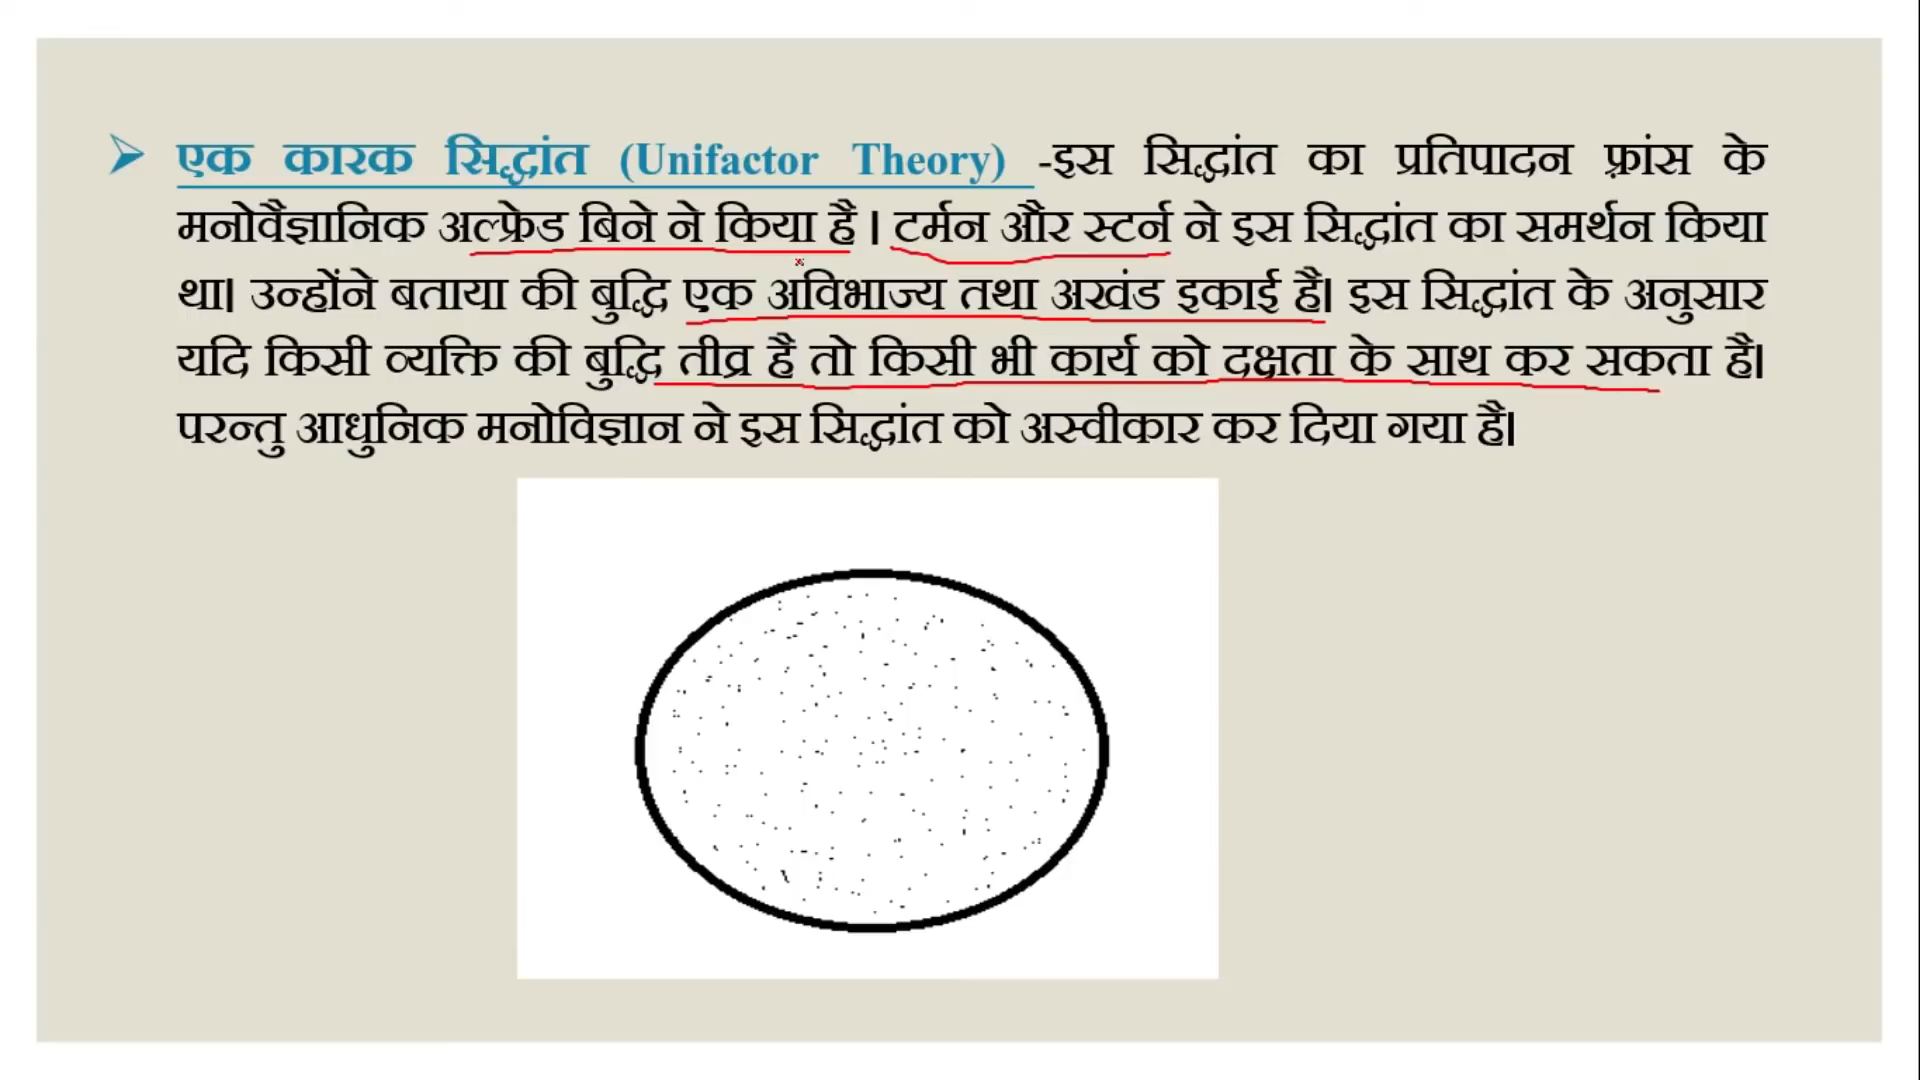 एक कारक सिद्धांत (Unifactor Theory) -इस सिद्धांत का प्रतिपादन फ़्रांस के
मनोवैज्ञानिक अल्फ्रेड बिने ने किया है । टर्मन और स्टर्न ने इस सिद्धांत का समर्थन किया
था। उन्होंने बताया की बुद्धि एक अविभाज्य तथा अखंड इकाई है। इस सिद्धांत के अनुसार
यदि किसी व्यक्ति की बुद्धि तीव्र है तो किसी भी कार्य को दक्षता के साथ कर सकता है।
परन्तु आधुनिक मनोविज्ञान ने इस सिद्धांत को अस्वीकार कर दिया गया है।